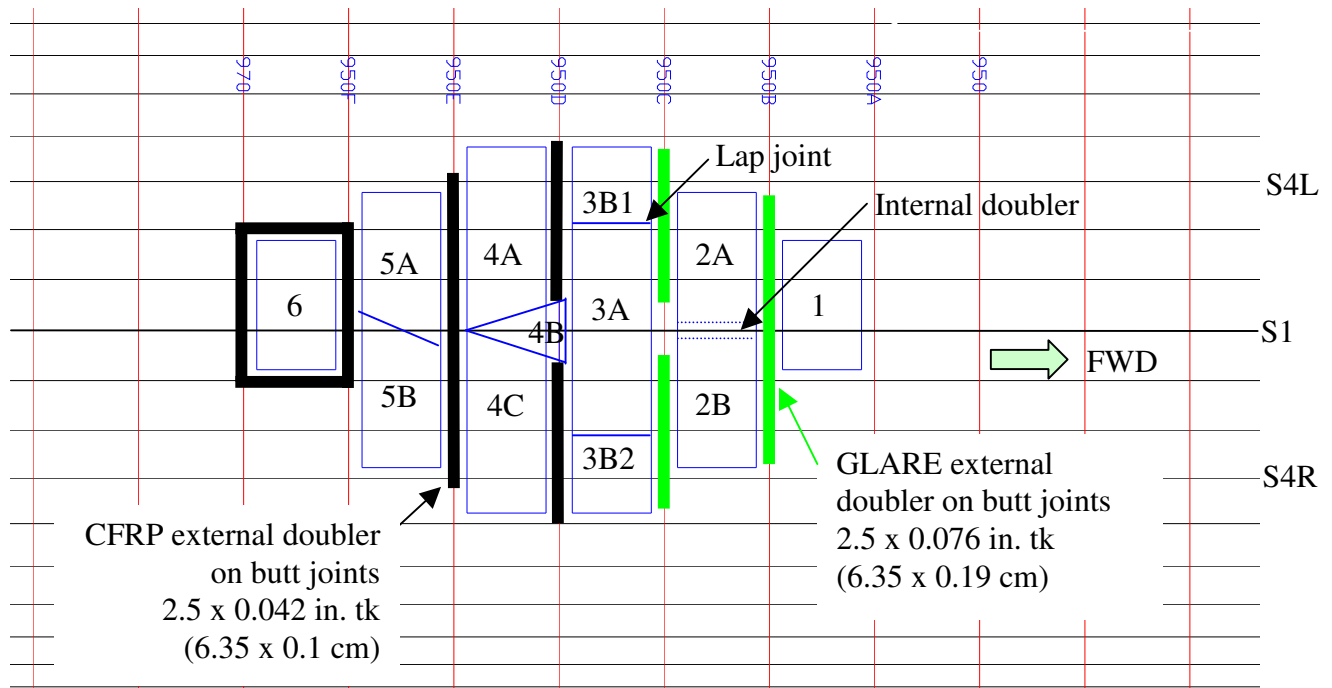 970
950F
950E
950D
950C
950B
950A
950
Lap joint
S4L
3B1
Internal doubler
5A
4A
2A
6
3A
1
4B
S1
FWD
5B
4C
2B
3B2
S4R
GLARE external
doubler on butt joints
2.5 x 0.076 in. tk
(6.35 x 0.19 cm)
CFRP external doubler
on butt joints
2.5 x 0.042 in. tk
(6.35 x 0.1 cm)